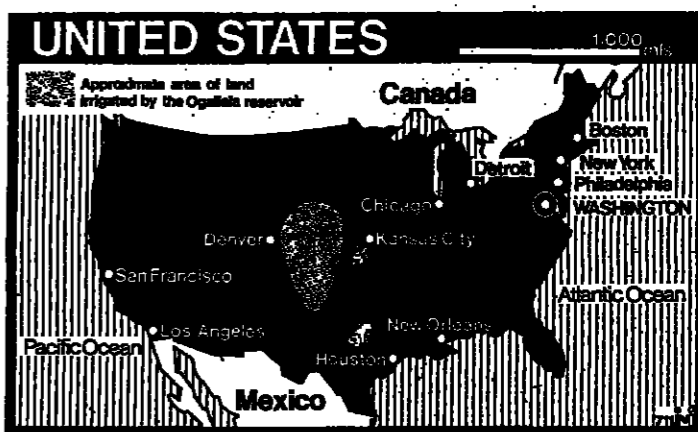 UNITED STATES
1,000
mls
Approximate area of land
irrigated by the Ogallala reservoir
Canada
Boston
New York
Detroit
Philadelphia
Chicago
WASHINGTON
Denver
Kansas City
San Francisco
Atlantic Ocean
Los Angeles
New Orleans
Pacific Ocean
Houston
Mexico